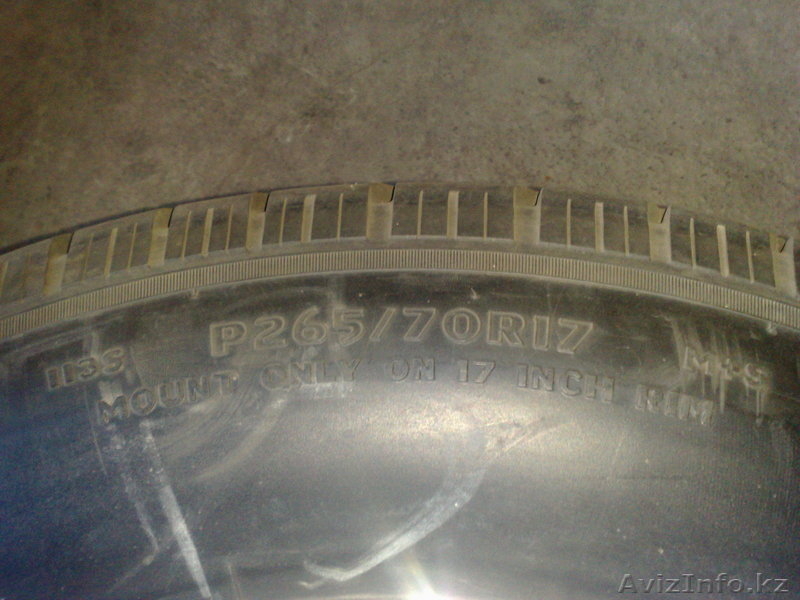 P265/70R17
113S M+S
MOUNT ONLY ON 17 INCH RIM
AvizInfo.kz